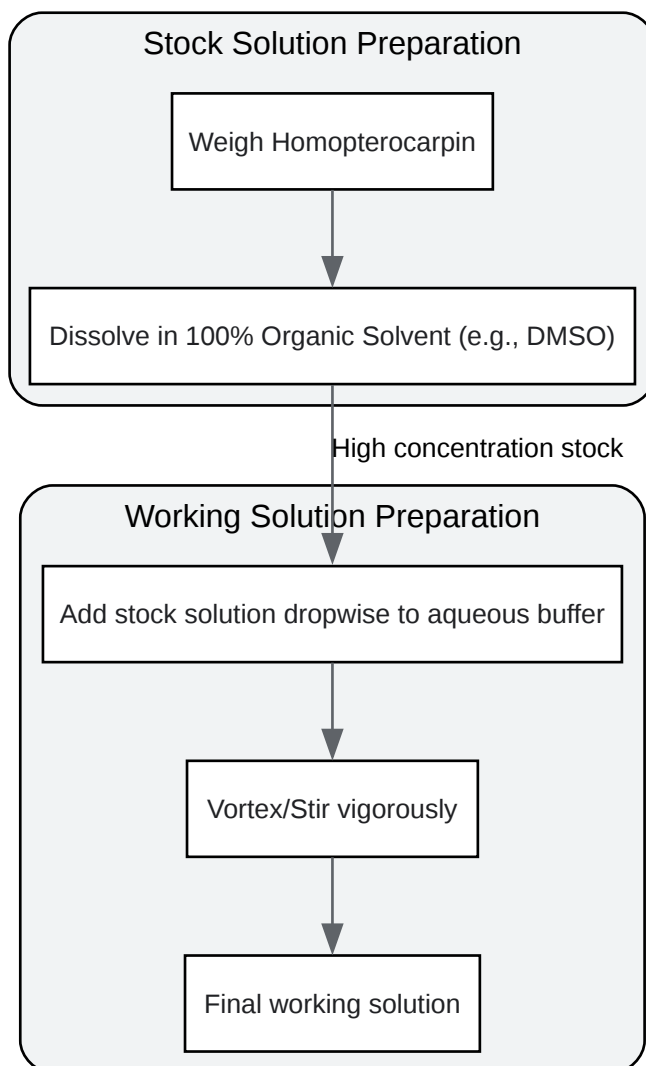 Stock Solution Preparation
Weigh Homopterocarpin
Dissolve in 100% Organic Solvent (e.g., DMSO)
High concentration stock
Working Solution Preparation
Add stock solution dropwise to aqueous buffer
Vortex/Stir vigorously
Final working solution